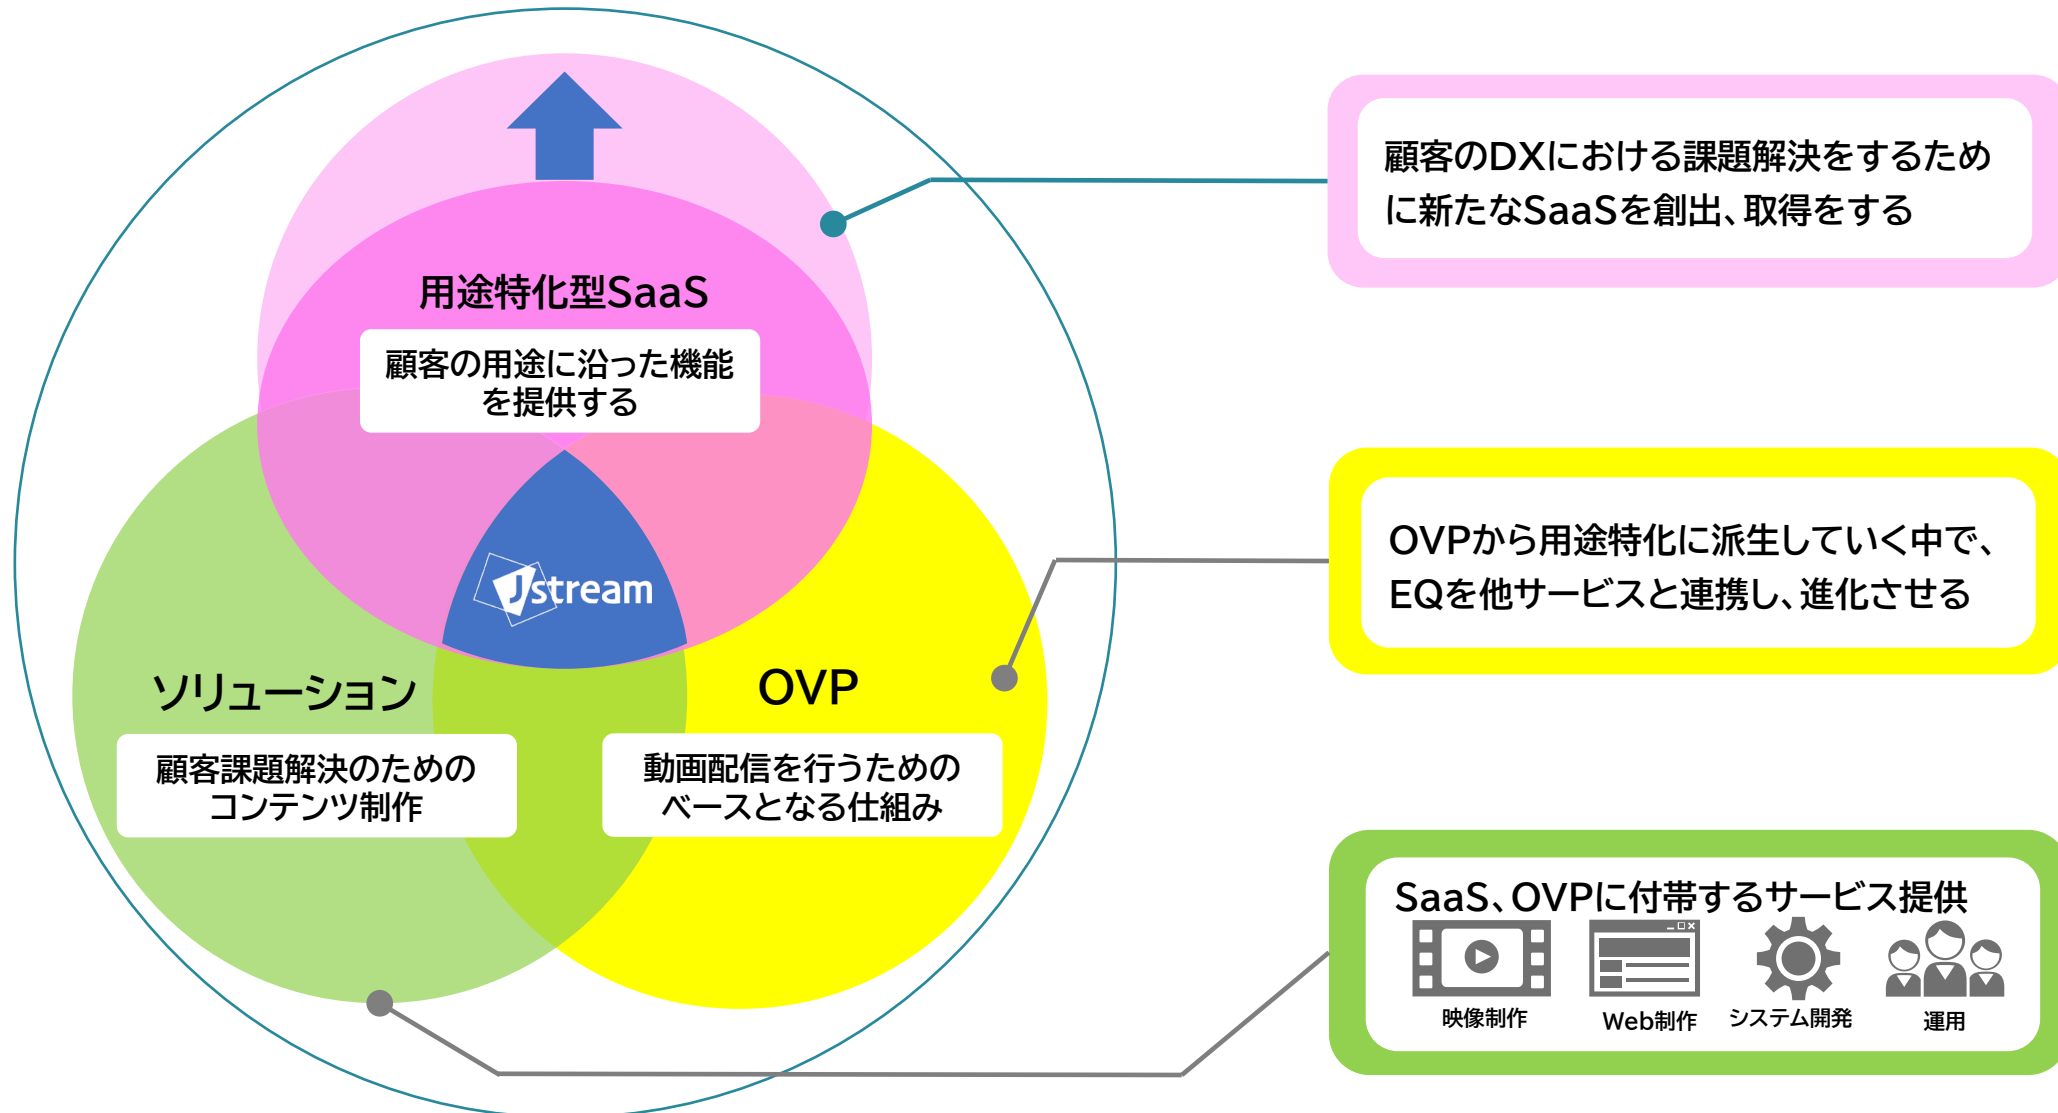 用途特化型SaaS
顧客の用途に沿った機能
を提供する
Jstream
ソリューション
顧客課題解決のための
コンテンツ制作
OVP
動画配信を行うための
ベースとなる仕組み
顧客のDXにおける課題解決をするため
に新たなSaaSを創出、取得をする
OVPから用途特化に派生していく中で、
EQを他サービスと連携し、進化させる
SaaS、OVPに付帯するサービス提供
映像制作
Web制作
システム開発
運用